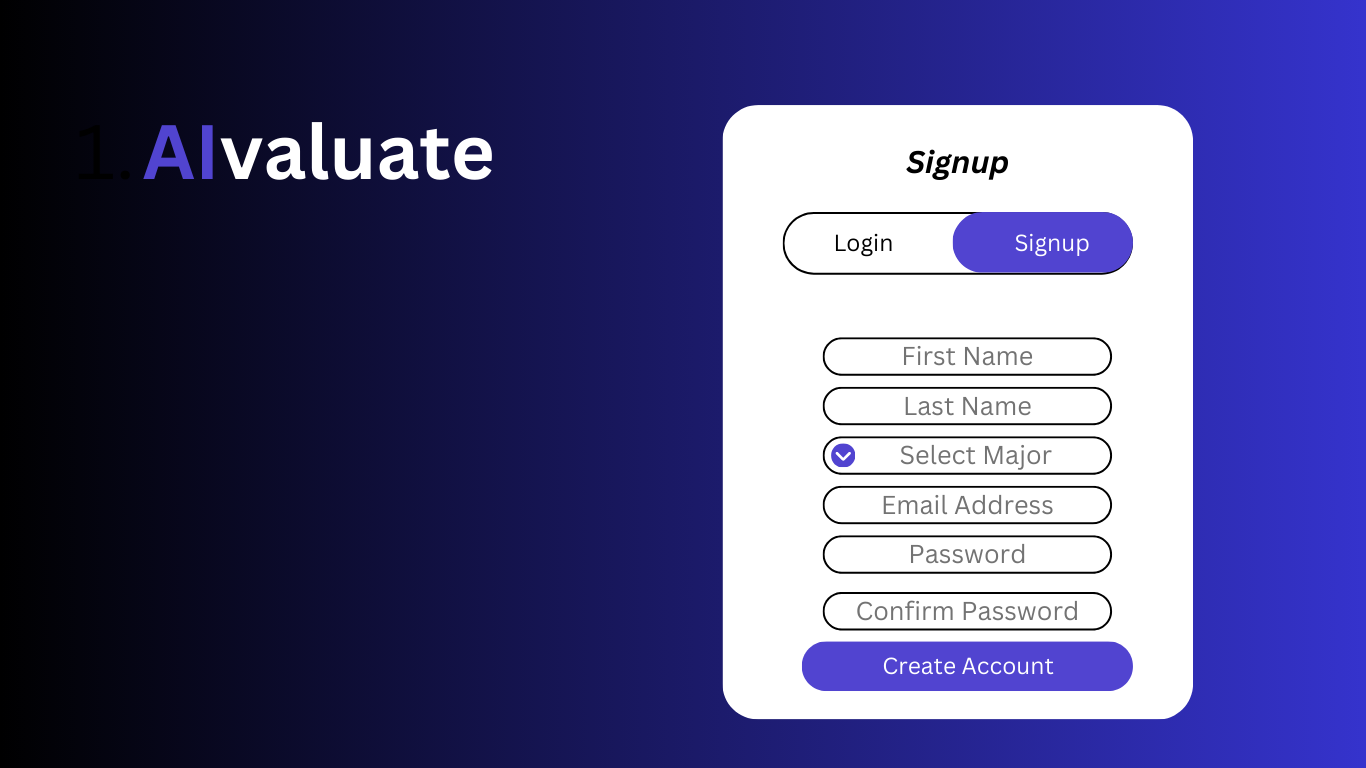 1. AIvaluate
Signup
Login Signup
First Name
Last Name
Select Major
Email Address
Password
Confirm Password
Create Account